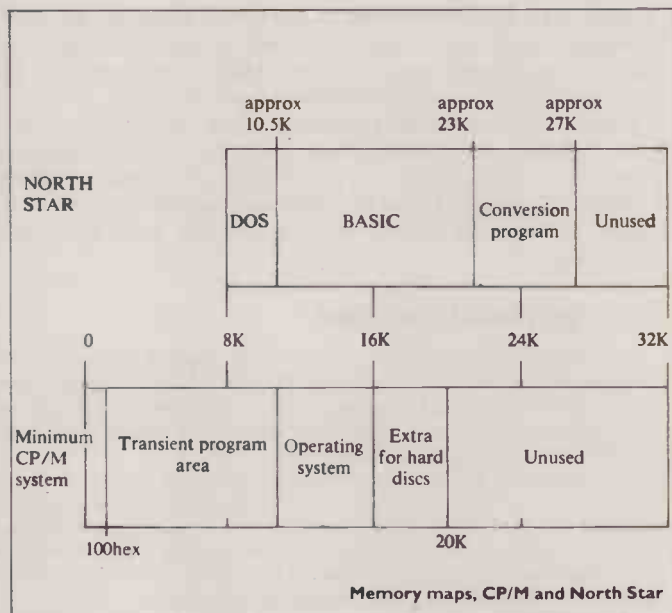 approx
10.5K
approx
23K
approx
27K
NORTH
STAR
DOS
BASIC
Conversion
program
Unused
0
8K
16K
24K
32K
Minimum
CP/M
system
Transient program
area
Operating
system
Extra
for hard
discs
Unused
100hex
20K
Memory maps, CP/M and North Star